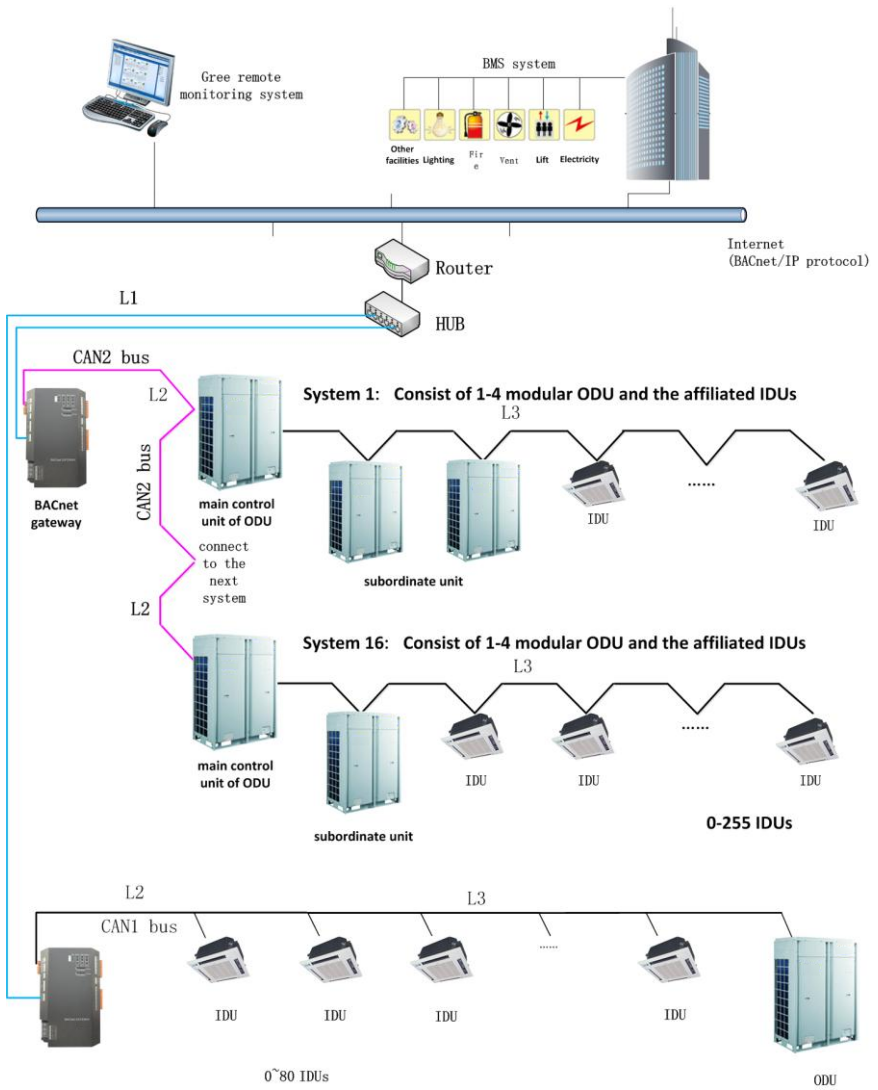 Gree remote
monitoring system
BMS system
Other
facilities
Lighting
Fir
e
Vent
Lift
Electricity
Internet
(BACnet/IP protocol)
Router
HUB
L1
CAN2 bus
L2
BACnet
gateway
CAN2 bus
System 1: Consist of 1-4 modular ODU and the affiliated IDUs
L3
main control
unit of ODU
IDU
......
IDU
subordinate unit
connect
to the
next
system
L2
System 16: Consist of 1-4 modular ODU and the affiliated IDUs
L3
main control
unit of ODU
IDU
IDU
......
IDU
subordinate unit
0-255 IDUs
L2
L3
CAN1 bus
......
IDU
IDU
IDU
IDU
0~80 IDUs
ODU